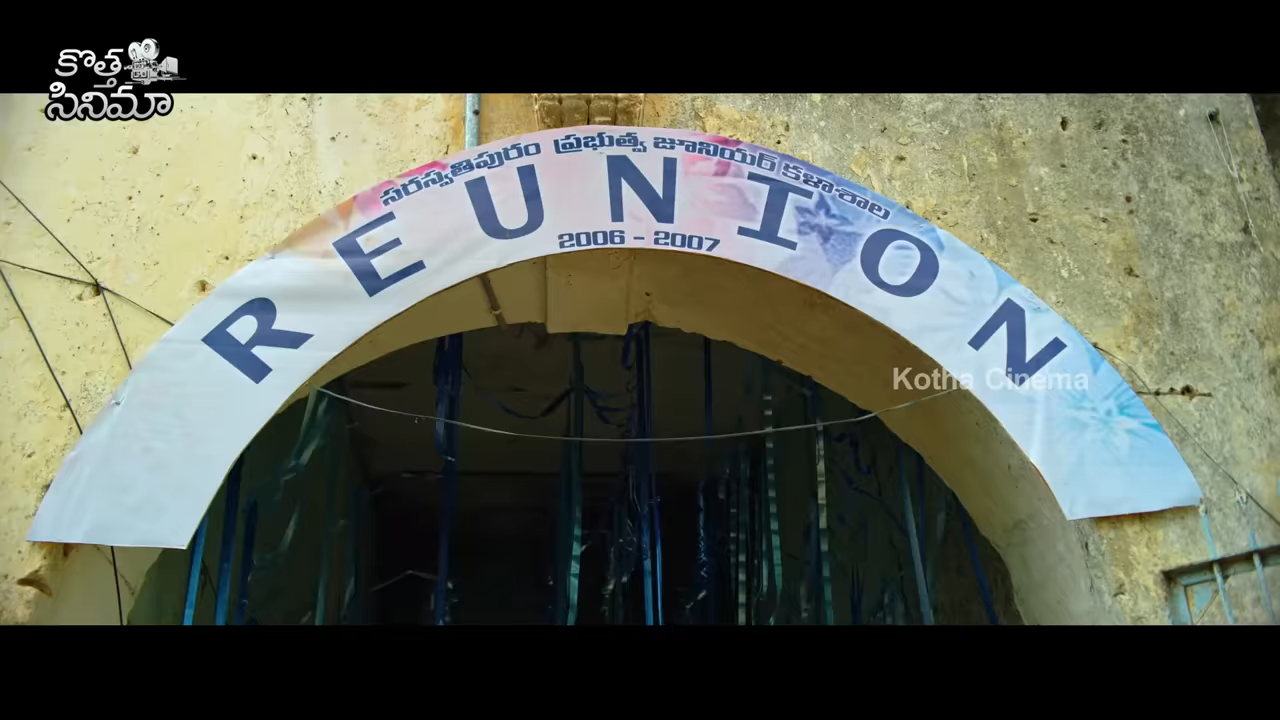 కొత్త
సినిమా
సరస్వతిపురం ప్రభుత్వ జూనియర్ కళాశాల
REUNION
2006 - 2007
Kotha Cinema